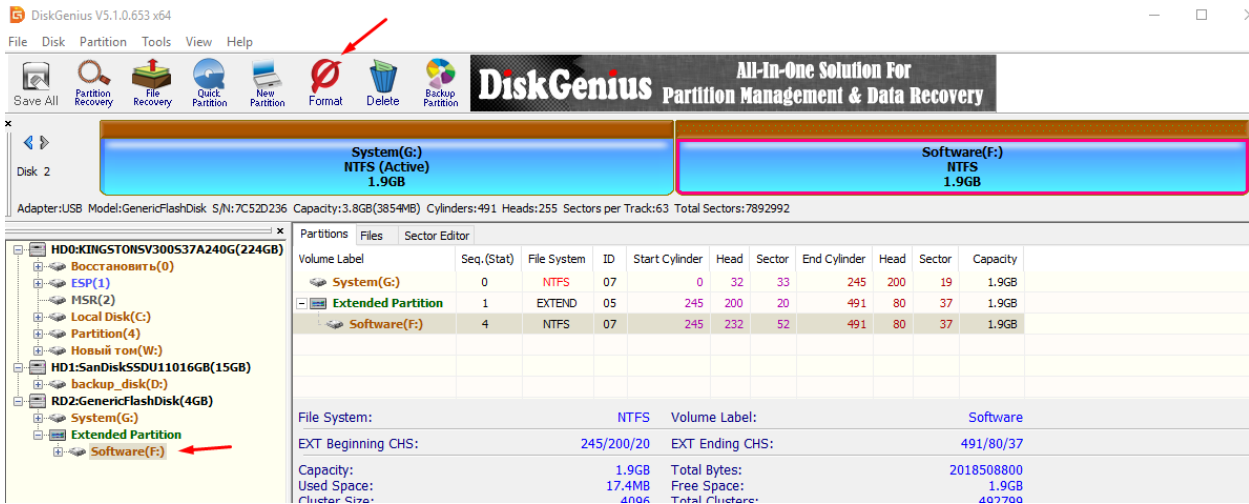 DiskGenius V5.1.0.653 x64
File Disk Partition Tools View Help
Save All Partition Recovery File Recovery Quick Partition New Partition Format Delete Backup Partition
DiskGenius All-In-One Solution For
Partition Management & Data Recovery
Disk 2
System(G:)
NTFS (Active)
1.9GB
Software(F:)
NTFS
1.9GB
Adapter:USB Model:GenericFlashDisk S/N:7C52D236 Capacity:3.8GB(3854MB) Cylinders:491 Heads:255 Sectors per Track:63 Total Sectors:7892992
HD0:KINGSTONSV300S37A240G(224GB)
Восстановить(0)
ESP(1)
MSR(2)
Local Disk(C:)
Partition(4)
Новый том(W:)
HD1:SanDiskSSDU11016GB(15GB)
backup_disk(D:)
RD2:GenericFlashDisk(4GB)
System(G:)
Extended Partition
Software(F:)
Partitions Files Sector Editor
Volume Label Seq.(Stat) File System ID Start Cylinder Head Sector End Cylinder Head Sector Capacity
System(G:) 0 NTFS 07 0 32 33 245 200 19 1.9GB
Extended Partition 1 EXTEND 05 245 200 20 491 80 37 1.9GB
Software(F:) 4 NTFS 07 245 232 52 491 80 37 1.9GB
File System: NTFS Volume Label: Software
EXT Beginning CHS: 245/200/20 EXT Ending CHS: 491/80/37
Capacity: 1.9GB Total Bytes: 2018508800
Used Space: 17.4MB Free Space: 1.9GB
Cluster Size: 4096 Total Clusters: 492799